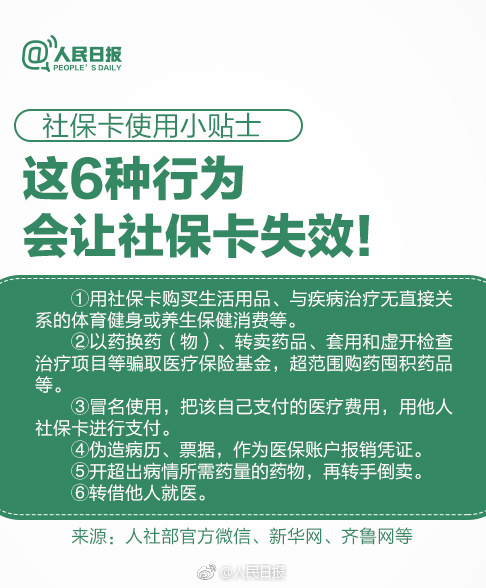 @人民日报
PEOPLE'S DAILY
社保卡使用小贴士
这6种行为
会让社保卡失效!
①用社保卡购买生活用品、与疾病治疗无直接关
系的体育健身或养生保健消费等。
②以药换药（物）、转卖药品、套用和虚开检查
治疗项目等骗取医疗保险基金，超范围购药囤积药品
等。
③冒名使用，把该自己支付的医疗费用，用他人
社保卡进行支付。
④伪造病历、票据，作为医保账户报销凭证。
⑤开超出病情所需药量的药物，再转手倒卖。
⑥转借他人就医。
来源：人社部官方微信、新华网、齐鲁网等
@人民日报